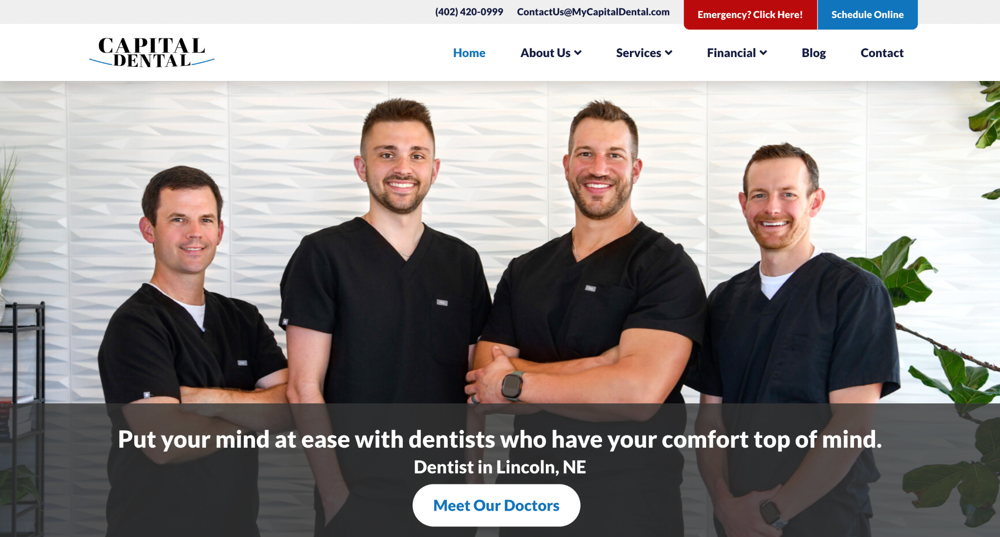 (402) 420-0999 ContactUs@MyCapitalDental.com Emergency? Click Here! Schedule Online
CAPITAL
DENTAL
Home About Us Services Financial Blog Contact
Put your mind at ease with dentists who have your comfort top of mind.
Dentist in Lincoln, NE
Meet Our Doctors